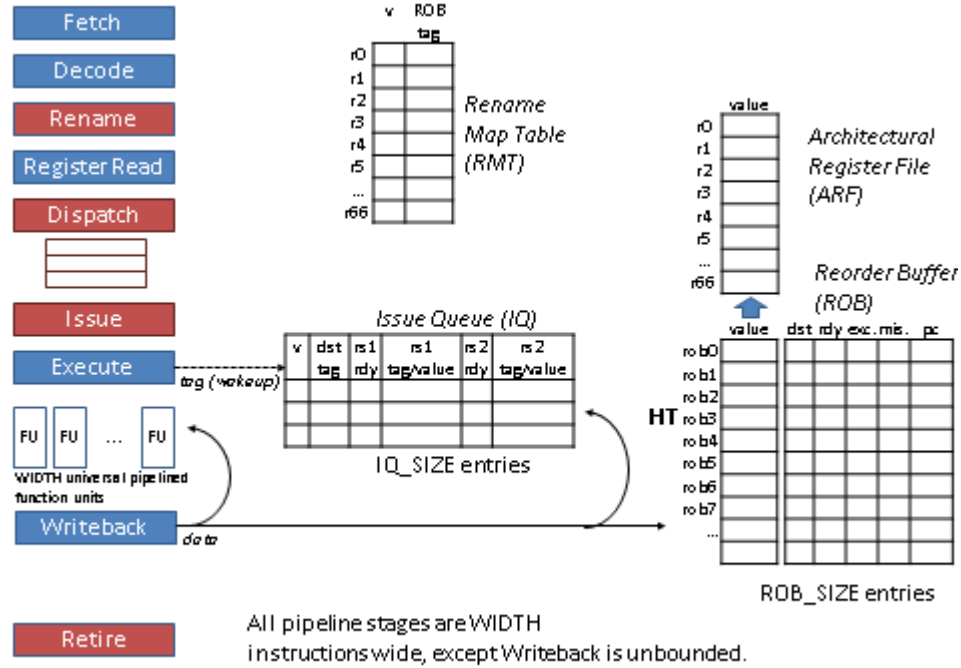 Fetch
Decode
Rename
Register Read
Dispatch
Issue
Execute
FU FU ... FU
WIDTH universal pipelined
function units
Writeback
Retire
v ROB
tag
r0
r1
r2
r3
r4
r5
...
r66
Rename
Map Table
(RMT)
value
r0
r1
r2
r3
r4
r5
...
r66
Architectural
Register File
(ARF)
Reorder Buffer
(ROB)
Issue Queue (IQ)
v dst rs1 rs1 rs2 rs2
tag rdy tag/value rdy tag/value
tag (wakeup)
IQ_SIZE entries
data
value dst rdy exc. mis. pc
rob0
rob1
rob2
HT rob3
rob4
rob5
rob6
rob7
...
ROB_SIZE entries
All pipeline stages are WIDTH
instructions wide, except Writeback is unbounded.